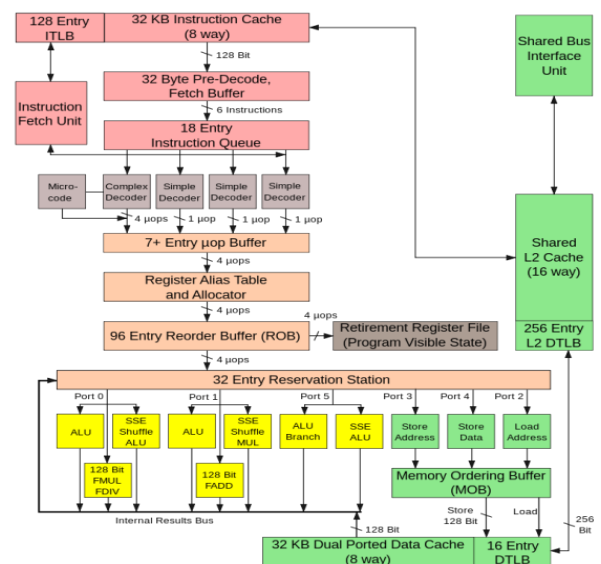 128 Entry
ITLB
32 KB Instruction Cache
(8 way)
Shared Bus
Interface
Unit
128 Bit
32 Byte Pre-Decode,
Fetch Buffer
Instruction
Fetch Unit
6 Instructions
18 Entry
Instruction Queue
Micro-
code
Complex
Decoder
Simple
Decoder
Simple
Decoder
Simple
Decoder
4 µops
1 µop
1 µop
1 µop
Shared
L2 Cache
(16 way)
7+ Entry µop Buffer
4 µops
Register Alias Table
and Allocator
4 µops
4 µops
96 Entry Reorder Buffer (ROB)
Retirement Register File
(Program Visible State)
256 Entry
L2 DTLB
4 µops
32 Entry Reservation Station
Port 0
Port 1
Port 5
Port 3
Port 4
Port 2
ALU
SSE
Shuffle
ALU
ALU
SSE
Shuffle
MUL
ALU
Branch
SSE
ALU
Store
Address
Store
Data
Load
Address
128 Bit
FMUL
FDIV
128 Bit
FADD
Memory Ordering Buffer
(MOB)
Internal Results Bus
Store
128 Bit
Load
128 Bit
256
Bit
32 KB Dual Ported Data Cache
(8 way)
16 Entry
DTLB